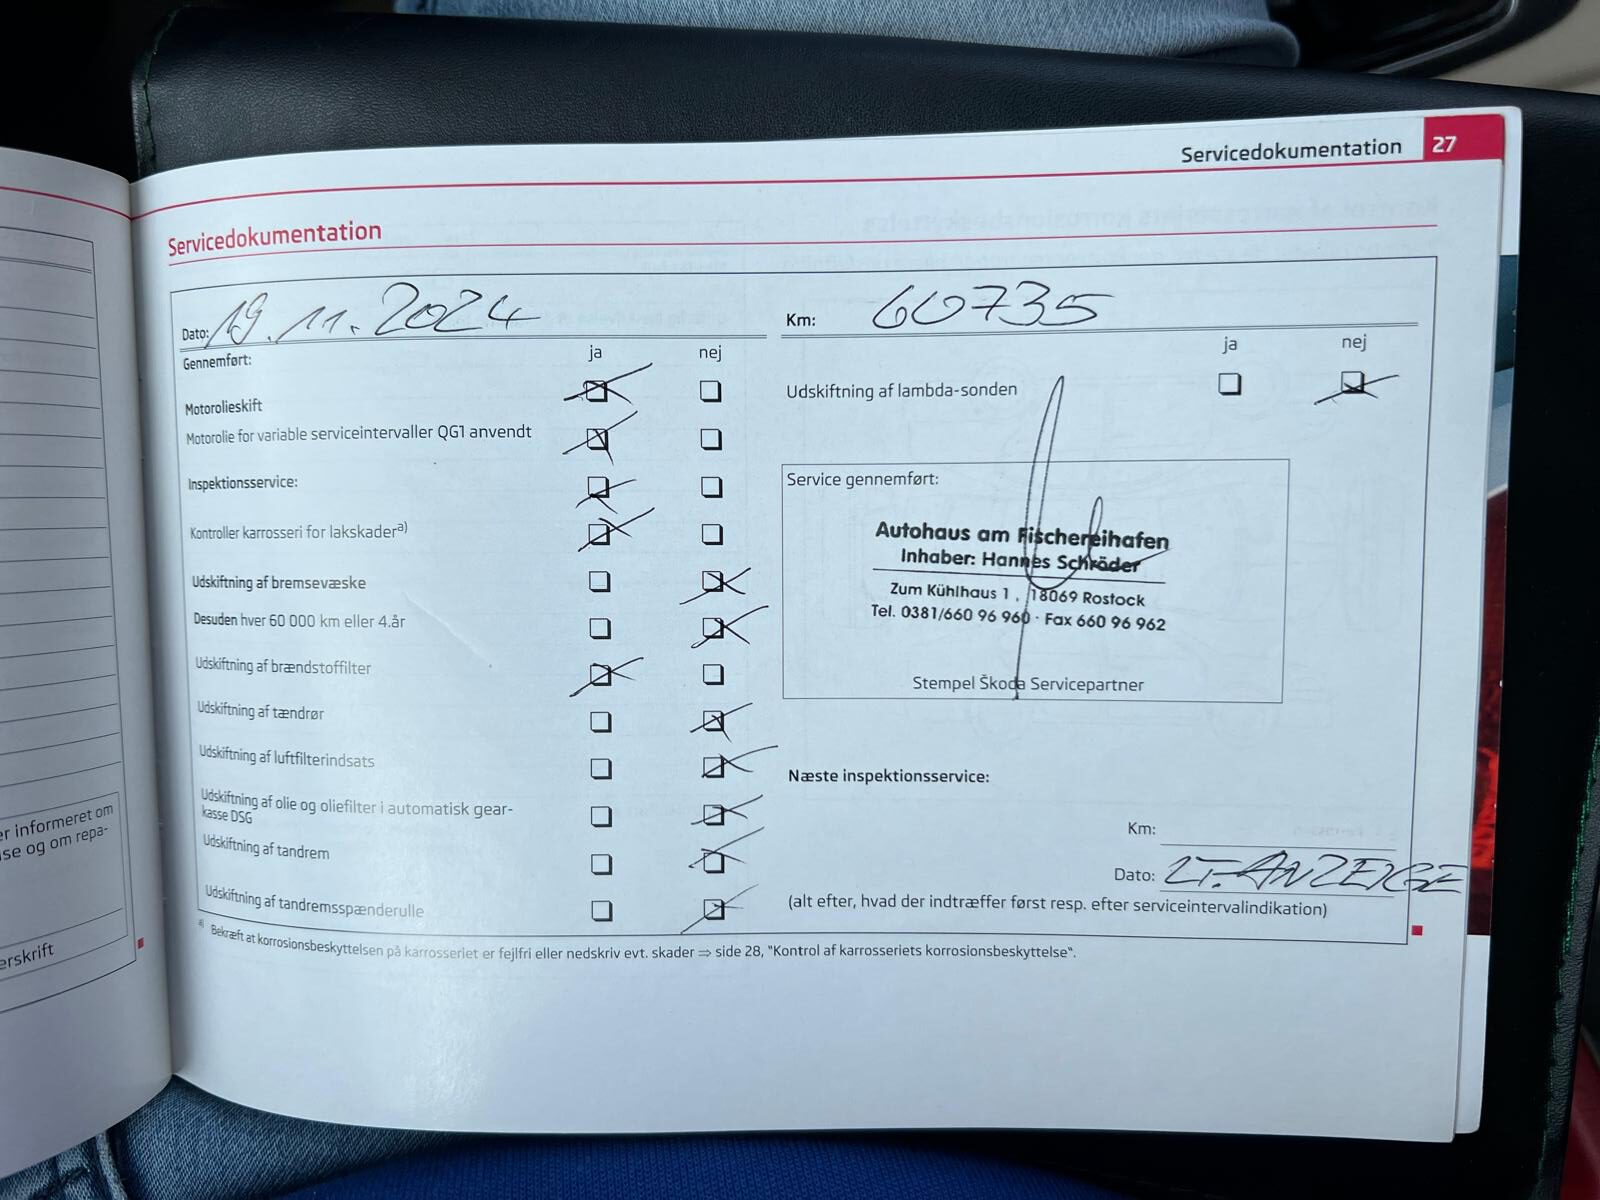 Servicedokumentation 27
Servicedokumentation
Dato: 19.11.2024
Km: 60735
Gennemført:
ja nej
Motorolieskift
Motorolie for variable serviceintervaller QG1 anvendt
Inspektionsservice:
Kontroller karrosseri for lakskader a)
Udskiftning af bremsevæske
Desuden hver 60 000 km eller 4.år
Udskiftning af brændstoffilter
Udskiftning af tændrør
Udskiftning af luftfilterindsats
Udskiftning af olie og oliefilter i automatisk gear-
kasse DSG
Udskiftning af tandrem
Udskiftning af tandremsspænderulle
ja nej
Udskiftning af lambda-sonden
Service gennemført:
Autohaus am Fischereihafen
Inhaber: Hannes Schräder
Zum Kühlhaus 1 . 18069 Rostock
Tel. 0381/660 96 960 · Fax 660 96 962
Stempel Škoda Servicepartner
Næste inspektionsservice:
Km:
Dato: LT. ANZEIGE
(alt efter, hvad der indtræffer først resp. efter serviceintervalindikation)
a) Bekræft at korrosionsbeskyttelsen på karrosseriet er fejlfri eller nedskriv evt. skader ⇒ side 28, "Kontrol af karrosseriets korrosionsbeskyttelse".
er informeret om
se og om repa-
erskrift